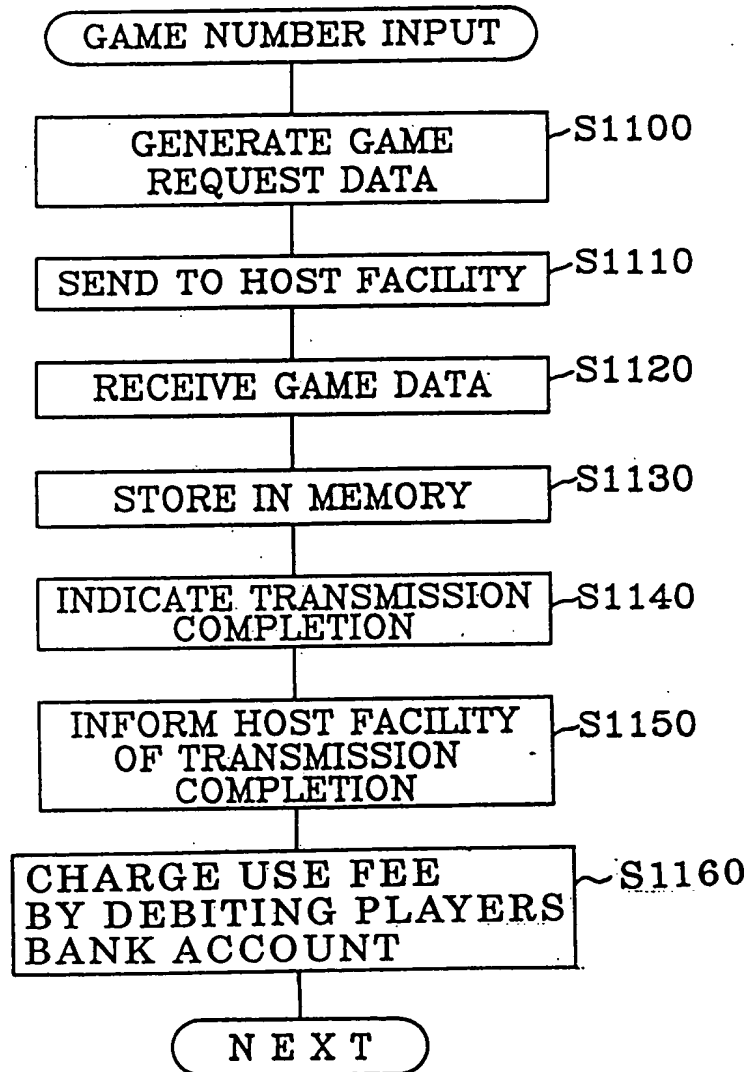 GAME NUMBER INPUT
GENERATE GAME
REQUEST DATA
S1100
SEND TO HOST FACILITY
S1110
RECEIVE GAME DATA
S1120
STORE IN MEMORY
S1130
INDICATE TRANSMISSION
COMPLETION
S1140
INFORM HOST FACILITY
OF TRANSMISSION
COMPLETION
S1150
CHARGE USE FEE
BY DEBITING PLAYERS
BANK ACCOUNT
S1160
NEXT